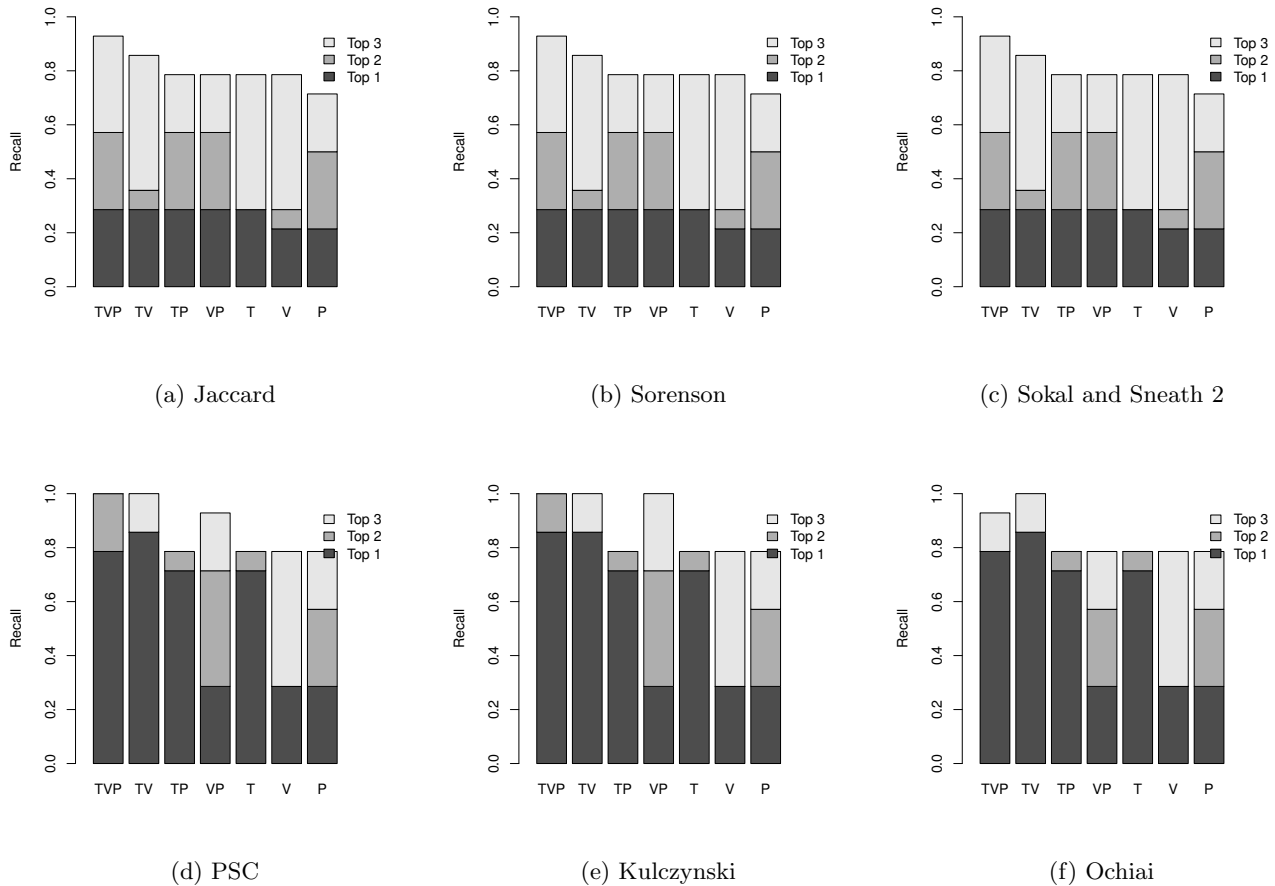 1.0
0.8
0.6
0.4
0.2
0.0
Recall
Top 3
Top 2
Top 1
TVP TV TP VP T V P
(a) Jaccard
1.0
0.8
0.6
0.4
0.2
0.0
Recall
Top 3
Top 2
Top 1
TVP TV TP VP T V P
(b) Sorenson
1.0
0.8
0.6
0.4
0.2
0.0
Recall
Top 3
Top 2
Top 1
TVP TV TP VP T V P
(c) Sokal and Sneath 2
1.0
0.8
0.6
0.4
0.2
0.0
Recall
Top 3
Top 2
Top 1
TVP TV TP VP T V P
(d) PSC
1.0
0.8
0.6
0.4
0.2
0.0
Recall
Top 3
Top 2
Top 1
TVP TV TP VP T V P
(e) Kulczynski
1.0
0.8
0.6
0.4
0.2
0.0
Recall
Top 3
Top 2
Top 1
TVP TV TP VP T V P
(f) Ochiai